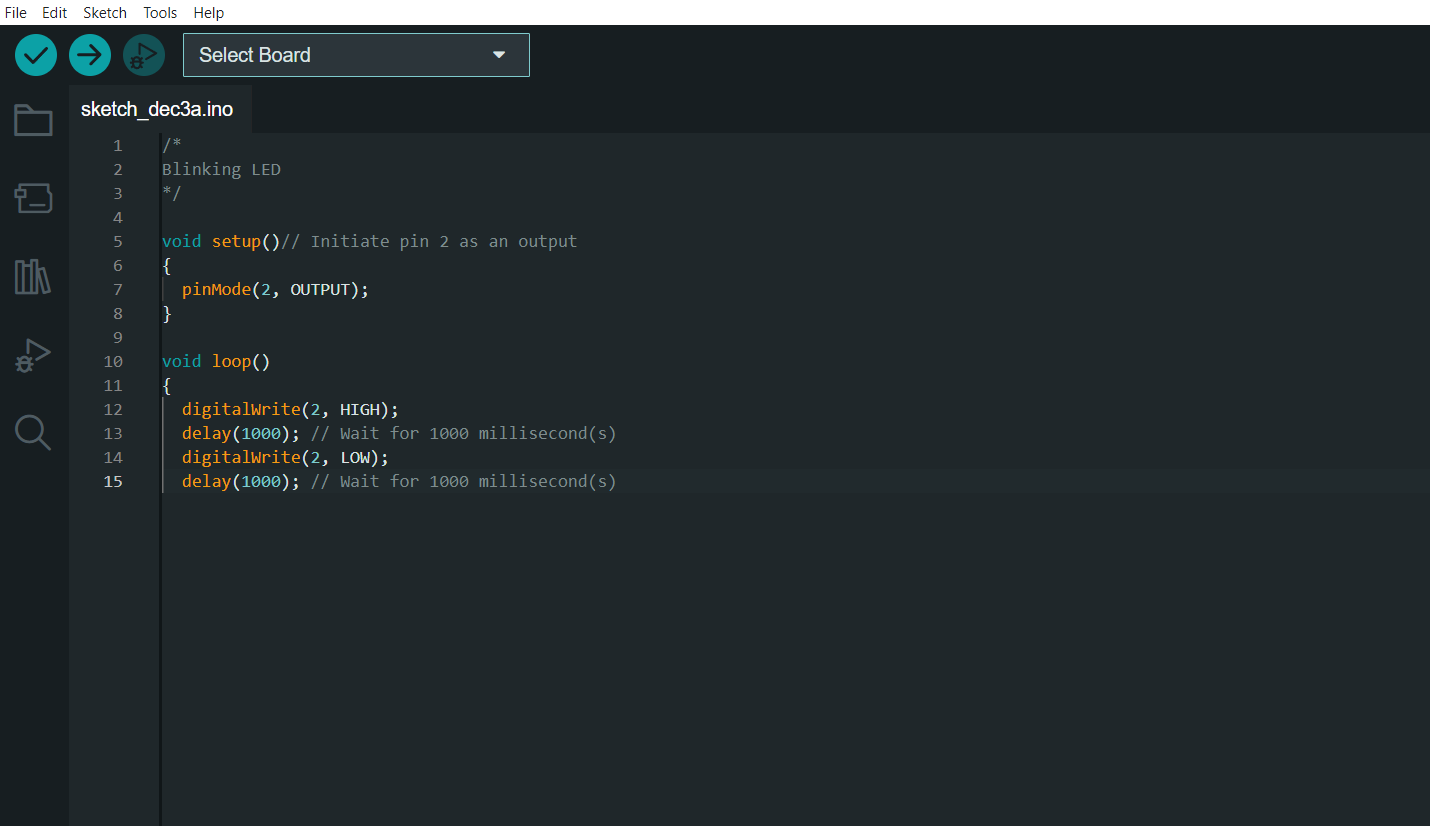 File Edit Sketch Tools Help
Select Board
sketch_dec3a.ino
1 /*
2 Blinking LED
3 */
4
5 void setup()// Initiate pin 2 as an output
6 {
7 pinMode(2, OUTPUT);
8 }
9
10 void loop()
11 {
12 digitalWrite(2, HIGH);
13 delay(1000); // Wait for 1000 millisecond(s)
14 digitalWrite(2, LOW);
15 delay(1000); // Wait for 1000 millisecond(s)